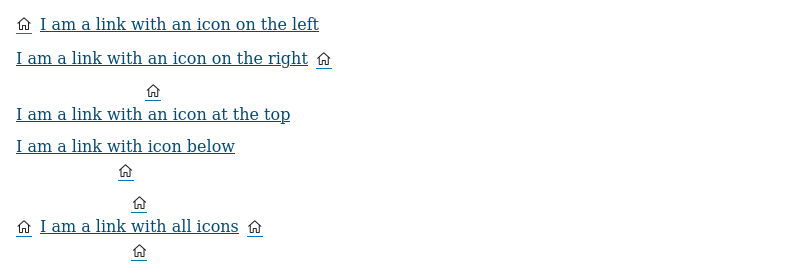 I am a link with an icon on the left
I am a link with an icon on the right
I am a link with an icon at the top
I am a link with icon below
I am a link with all icons